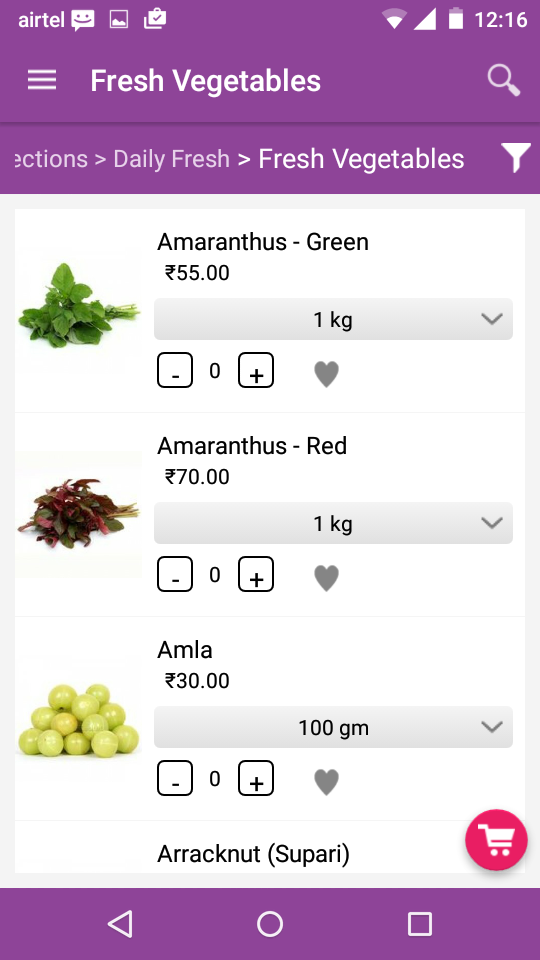 airtel 12:16
Fresh Vegetables
ections > Daily Fresh > Fresh Vegetables
Amaranthus - Green
₹55.00
1 kg
- 0 +
Amaranthus - Red
₹70.00
1 kg
- 0 +
Amla
₹30.00
100 gm
- 0 +
Arracknut (Supari)